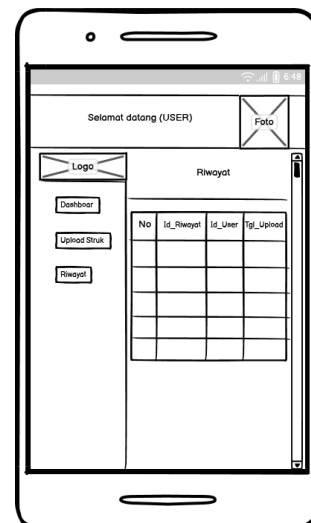 6:48
Selamat datang (USER)
Foto
Logo
Riwayat
Dashboar
Upload Struk
Riwayat
No Id_Riwayat Id_User Tgl_Upload